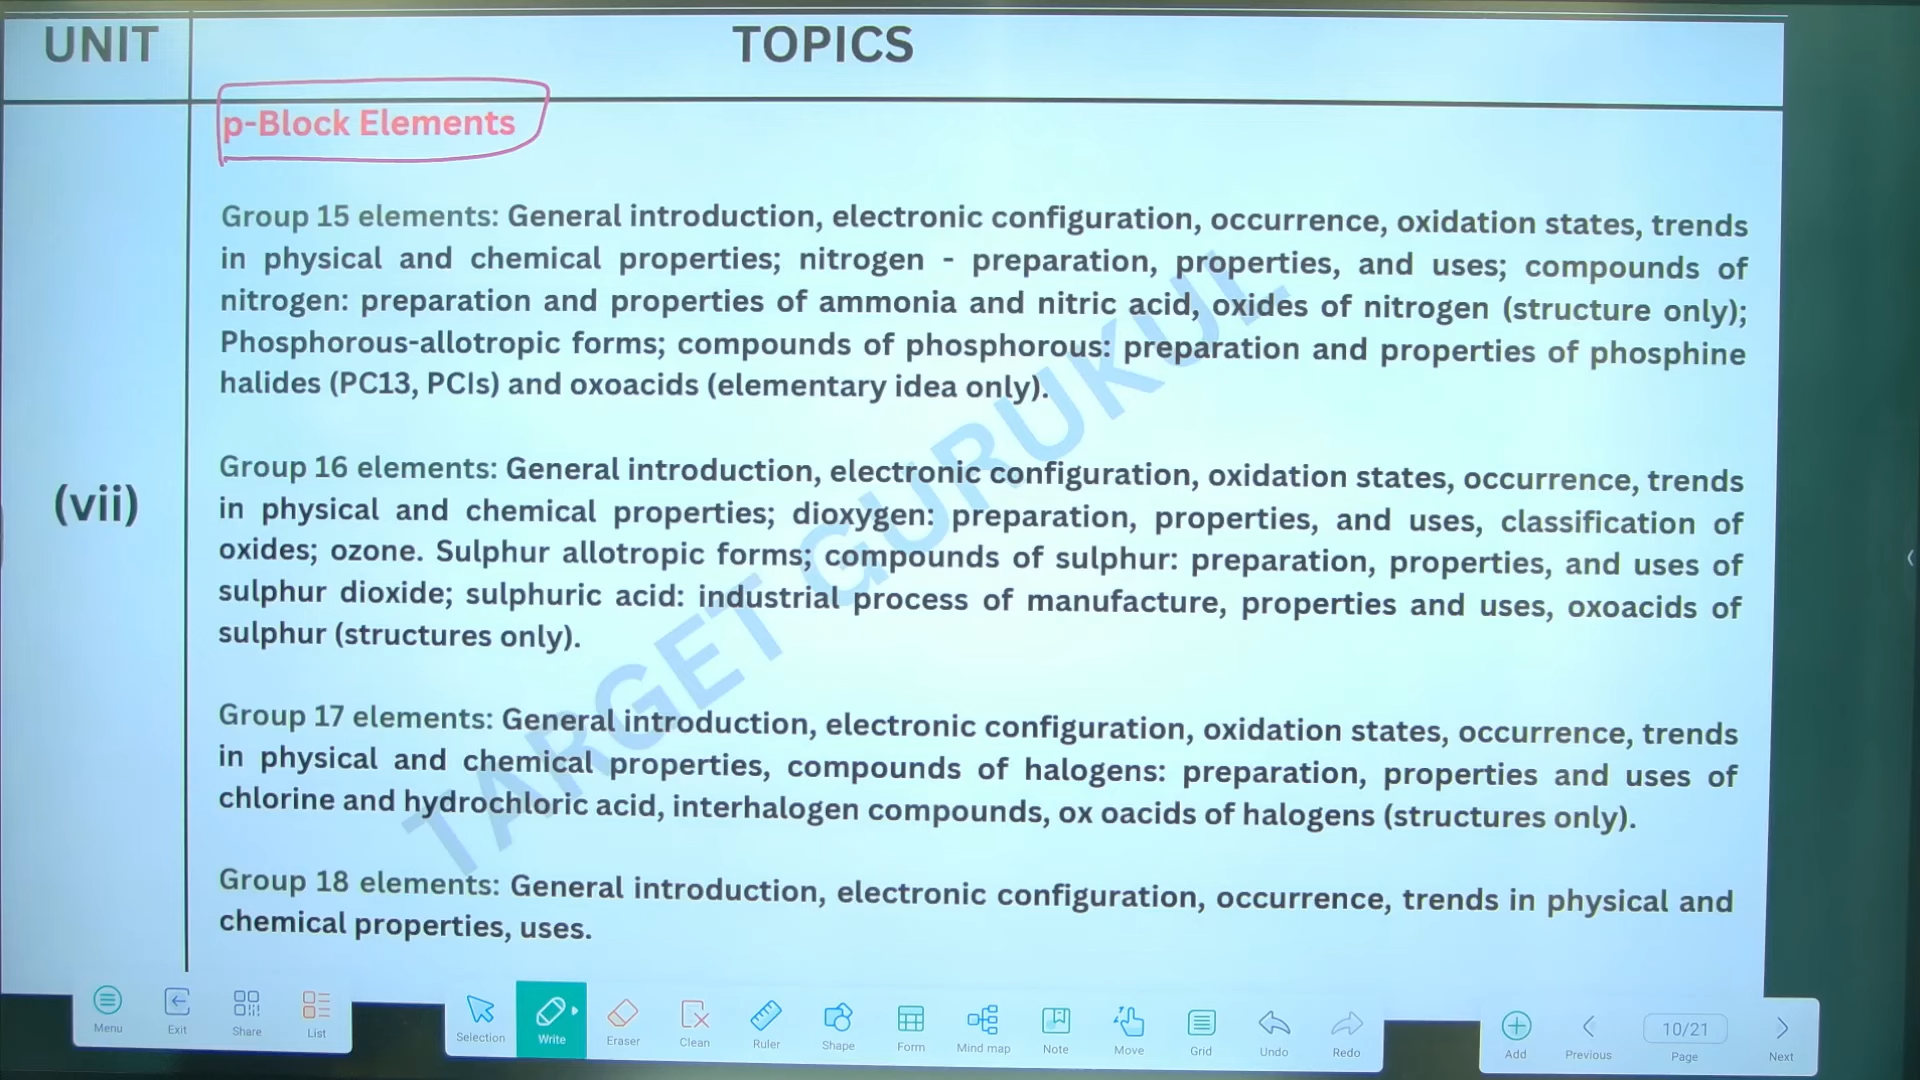 UNIT
TOPICS
p-Block Elements
Group 15 elements: General introduction, electronic configuration, occurrence, oxidation states, trends
in physical and chemical properties; nitrogen - preparation, properties, and uses; compounds of
nitrogen: preparation and properties of ammonia and nitric acid, oxides of nitrogen (structure only);
Phosphorous-allotropic forms; compounds of phosphorous: preparation and properties of phosphine
halides (PC13, PCIs) and oxoacids (elementary idea only).
(vii)
Group 16 elements: General introduction, electronic configuration, oxidation states, occurrence, trends
in physical and chemical properties; dioxygen: preparation, properties, and uses, classification of
oxides; ozone. Sulphur allotropic forms; compounds of sulphur: preparation, properties, and uses of
sulphur dioxide; sulphuric acid: industrial process of manufacture, properties and uses, oxoacids of
sulphur (structures only).
Group 17 elements: General introduction, electronic configuration, oxidation states, occurrence, trends
in physical and chemical properties, compounds of halogens: preparation, properties and uses of
chlorine and hydrochloric acid, interhalogen compounds, ox oacids of halogens (structures only).
Group 18 elements: General introduction, electronic configuration, occurrence, trends in physical and
chemical properties, uses.
TARGET GURUKUL
Menu Exit Share List Selection Write Eraser Clean Ruler Shape Form Mind map Note Move Grid Undo Redo Add Previous 10/21 Page Next